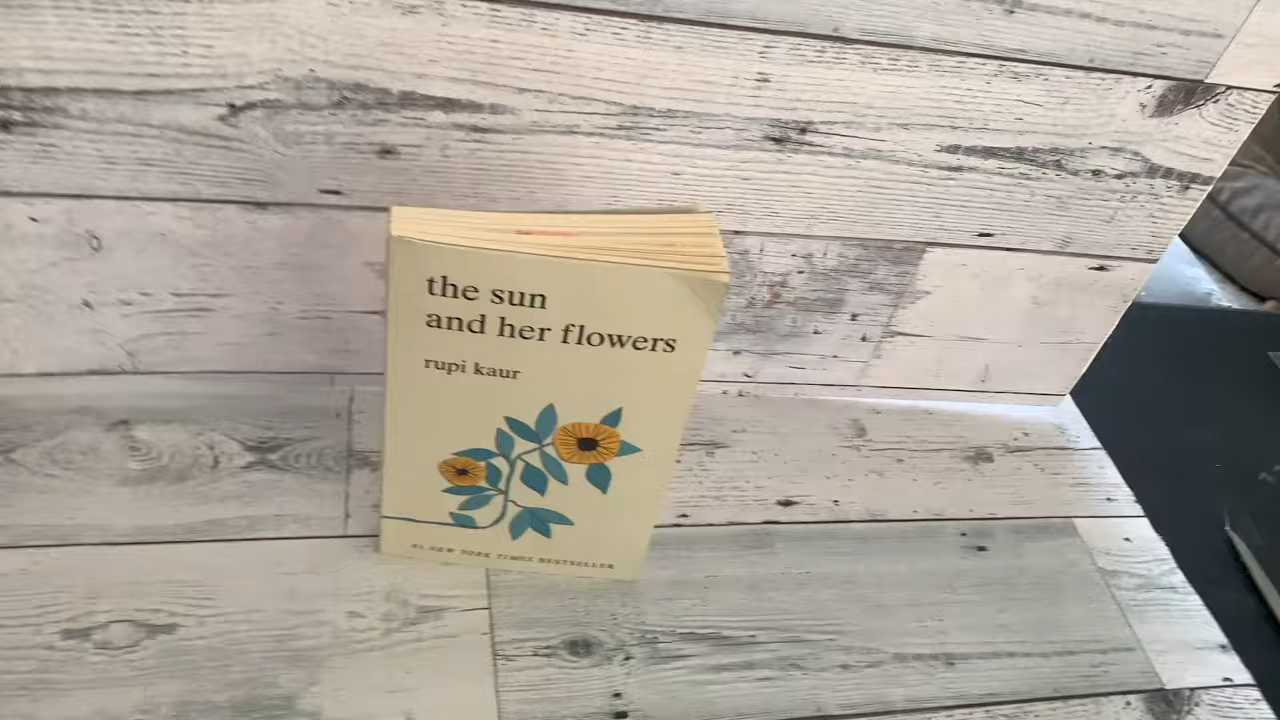 the sun
and her flowers
rupi kaur
#1 NEW YORK TIMES BESTSELLER